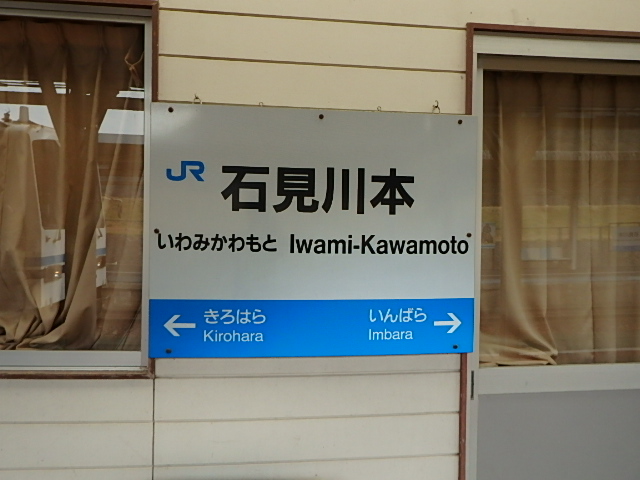 JR 石見川本
いわみかわもと Iwami-Kawamoto
← きろはら いんばら →
Kirohara Imbara